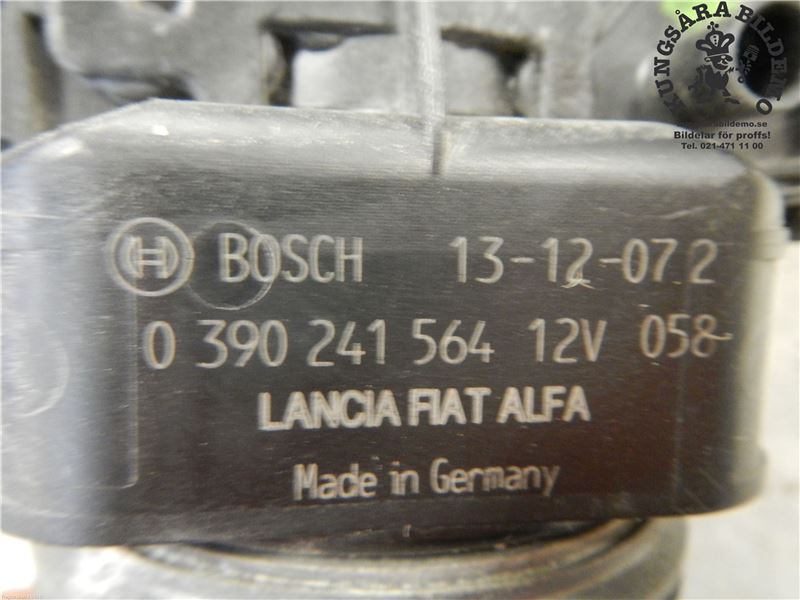 KUNGSÅRA BILDEMO
Bildelar för proffs!
Tel. 021-471 11 00
BOSCH 13-12-07 2
0 390 241 564 12V 058
LANCIA FIAT ALFA
Made in Germany